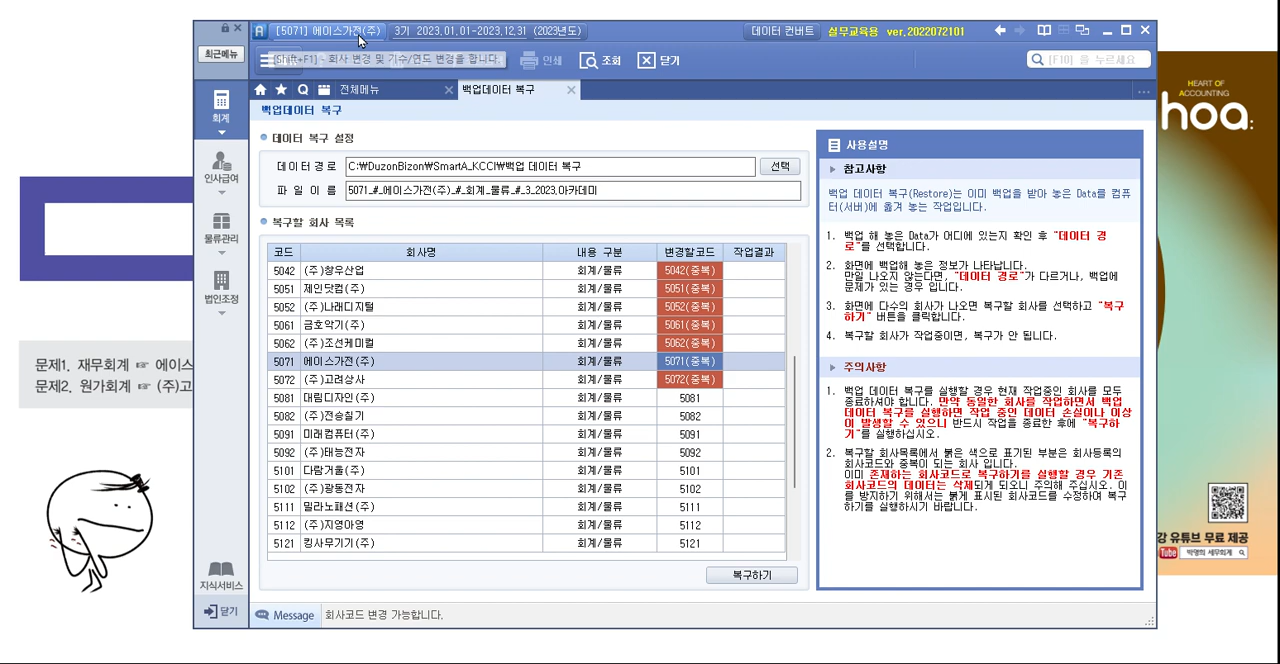 [5071] 에이스가전(주)
3기 2023.01.01~2023.12.31 (2023년도)
데이터 컨버트
실무교육용 ver.2022072101
최근메뉴
[Shift+F1] - 회사 변경 및 기수/연도 변경을 합니다.
인쇄
조회
닫기
[F10] 을 누르세요
회계
인사급여
물류관리
법인조정
지식서비스
닫기
전체메뉴
백업데이터 복구
백업데이터 복구
데이터 복구 설정
데이터경로 C:₩DuzonBizon₩SmartA_KCCI₩백업 데이터 복구 선택
파일이름 5071_#_에이스가전(주)_#_회계_물류_#_3_2023.아카데미
복구할 회사 목록
코드 회사명 내용 구분 변경할코드 작업결과
5042 (주)창우산업 회계/물류 5042(중복)
5051 제인닷컴(주) 회계/물류 5051(중복)
5052 (주)나래디지털 회계/물류 5052(중복)
5061 금호악기(주) 회계/물류 5061(중복)
5062 (주)조선케미컬 회계/물류 5062(중복)
5071 에이스가전(주) 회계/물류 5071(중복)
5072 (주)고려상사 회계/물류 5072(중복)
5081 대림디자인(주) 회계/물류 5081
5082 (주)전승질기 회계/물류 5082
5091 미래컴퓨터(주) 회계/물류 5091
5092 (주)태능전자 회계/물류 5092
5101 다람거울(주) 회계/물류 5101
5102 (주)광동전자 회계/물류 5102
5111 밀라노패션(주) 회계/물류 5111
5112 (주)지영아영 회계/물류 5112
5121 킹사무기기(주) 회계/물류 5121
복구하기
Message 회사코드 변경 가능합니다.
사용설명
참고사항
백업 데이터 복구(Restore)는 이미 백업을 받아 놓은 Data를 컴퓨
터(서버)에 옮겨 놓는 작업입니다.
1. 백업 해 놓은 Data가 어디에 있는지 확인 후 "데이터 경
로"를 선택합니다.
2. 화면에 백업해 놓은 정보가 나타납니다.
만일 나오지 않는다면, "데이터 경로"가 다르거나, 백업에
문제가 있는 경우 입니다.
3. 화면에 다수의 회사가 나오면 복구할 회사를 선택하고 "복구
하기" 버튼을 클릭합니다.
4. 복구할 회사가 작업중이면, 복구가 안 됩니다.
주의사항
1. 백업 데이터 복구를 실행할 경우 현재 작업중인 회사를 모두
종료하셔야 합니다. 만약 동일한 회사를 작업하면서 백업
데이터 복구를 실행하면 작업 중인 데이터 손실이나 이상
이 발생할 수 있으니 반드시 작업을 종료한 후에 "복구하
기"를 실행하십시오.
2. 복구할 회사목록에서 붉은 색으로 표기된 부분은 회사등록의
회사코드와 중복이 되는 회사 입니다.
이미 존재하는 회사코드로 복구하기를 실행할 경우 기존
회사코드의 데이터는 삭제되게 되오니 주의해 주십시오. 이
를 방지하기 위해서는 붉게 표시된 회사코드를 수정하여 복구
하기를 실행하시기 바랍니다.
문제1. 재무회계 ☞ 에이스
문제2. 원가회계 ☞ (주)고
HEART OF
ACCOUNTING
hoa:
강 유튜브 무료 제공
Tube 박명희 세무회계